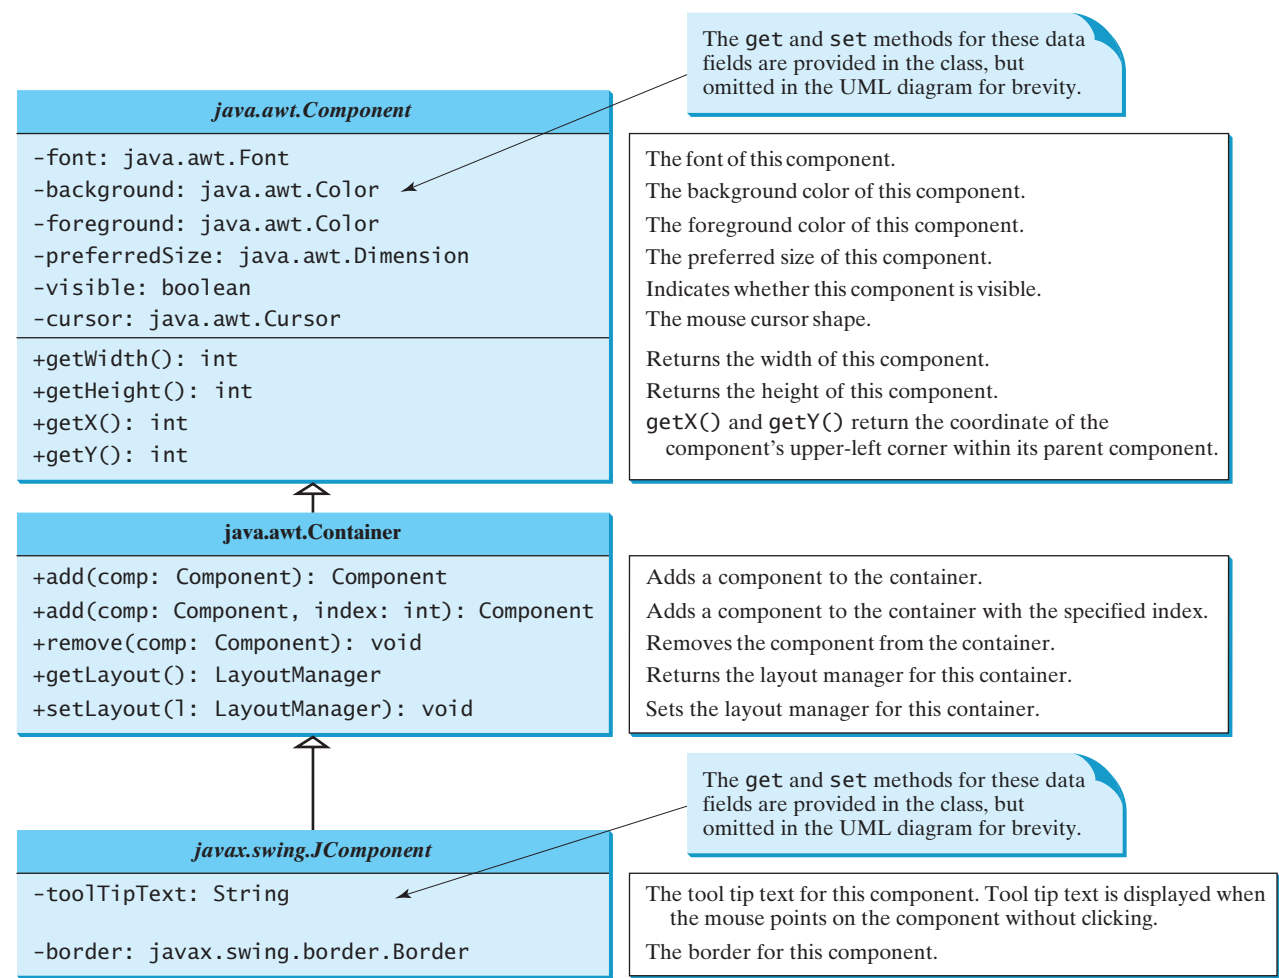 The get and set methods for these data
fields are provided in the class, but
omitted in the UML diagram for brevity.
java.awt.Component
-font: java.awt.Font
The font of this component.
-background: java.awt.Color
The background color of this component.
-foreground: java.awt.Color
The foreground color of this component.
-preferredSize: java.awt.Dimension
The preferred size of this component.
-visible: boolean
Indicates whether this component is visible.
-cursor: java.awt.Cursor
The mouse cursor shape.
+getWidth(): int
Returns the width of this component.
+getHeight(): int
Returns the height of this component.
+getX(): int
getX() and getY() return the coordinate of the
+getY(): int
component's upper-left corner within its parent component.
java.awt.Container
+add(comp: Component): Component
Adds a component to the container.
+add(comp: Component, index: int): Component
Adds a component to the container with the specified index.
+remove(comp: Component): void
Removes the component from the container.
+getLayout(): LayoutManager
Returns the layout manager for this container.
+setLayout(l: LayoutManager): void
Sets the layout manager for this container.
The get and set methods for these data
fields are provided in the class, but
omitted in the UML diagram for brevity.
javax.swing.JComponent
-toolTipText: String
The tool tip text for this component. Tool tip text is displayed when
the mouse points on the component without clicking.
-border: javax.swing.border.Border
The border for this component.